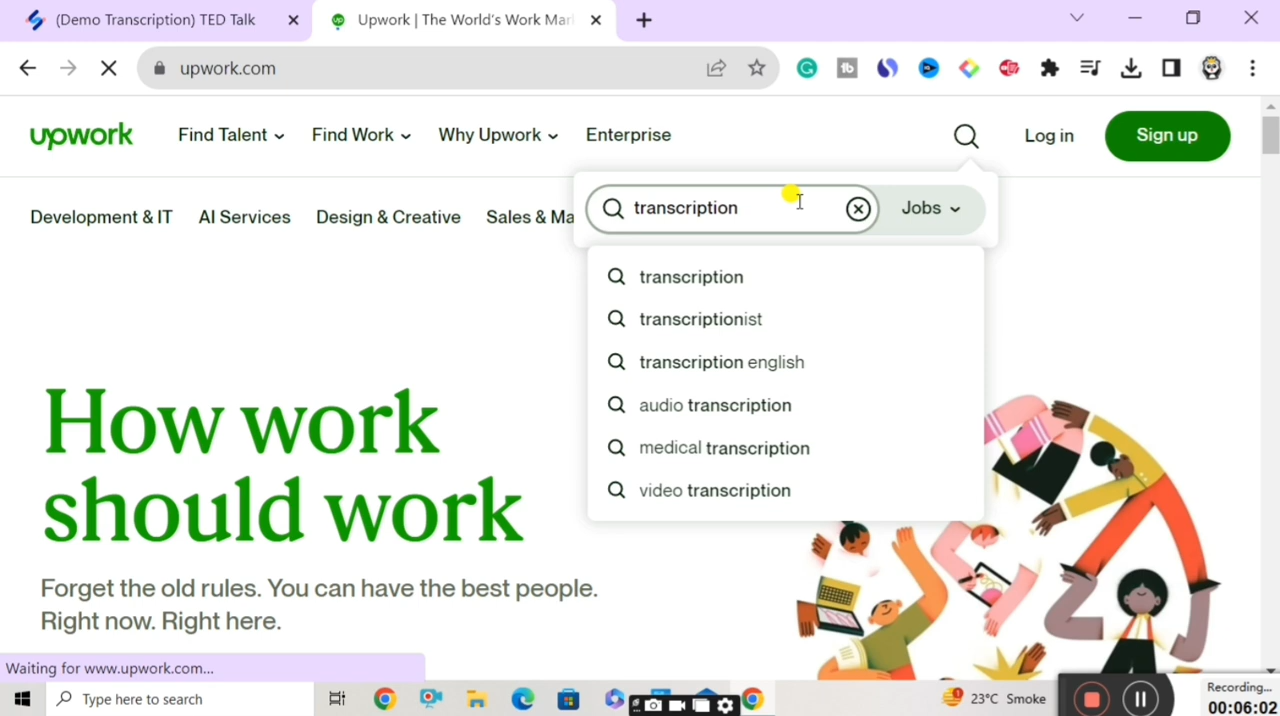 (Demo Transcription) TED Talk
Upwork | The World's Work Mar
upwork.com
upwork
Find Talent
Find Work
Why Upwork
Enterprise
Log in
Sign up
Development & IT
AI Services
Design & Creative
Sales & Ma
transcription
Jobs
transcription
transcriptionist
transcription english
audio transcription
medical transcription
video transcription
How work
should work
Forget the old rules. You can have the best people.
Right now. Right here.
Waiting for www.upwork.com...
Type here to search
23°C Smoke
Recording...
00:06:02